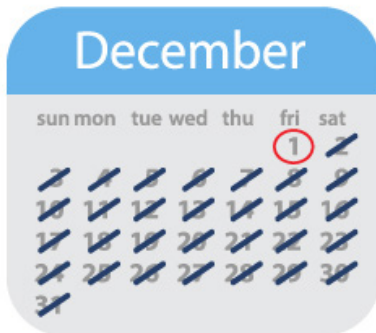 December
sun mon tue wed thu fri sat
1 2
3 4 5 6 7 8 9
10 11 12 13 14 15 16
17 18 19 20 21 22 23
24 25 26 27 28 29 30
31